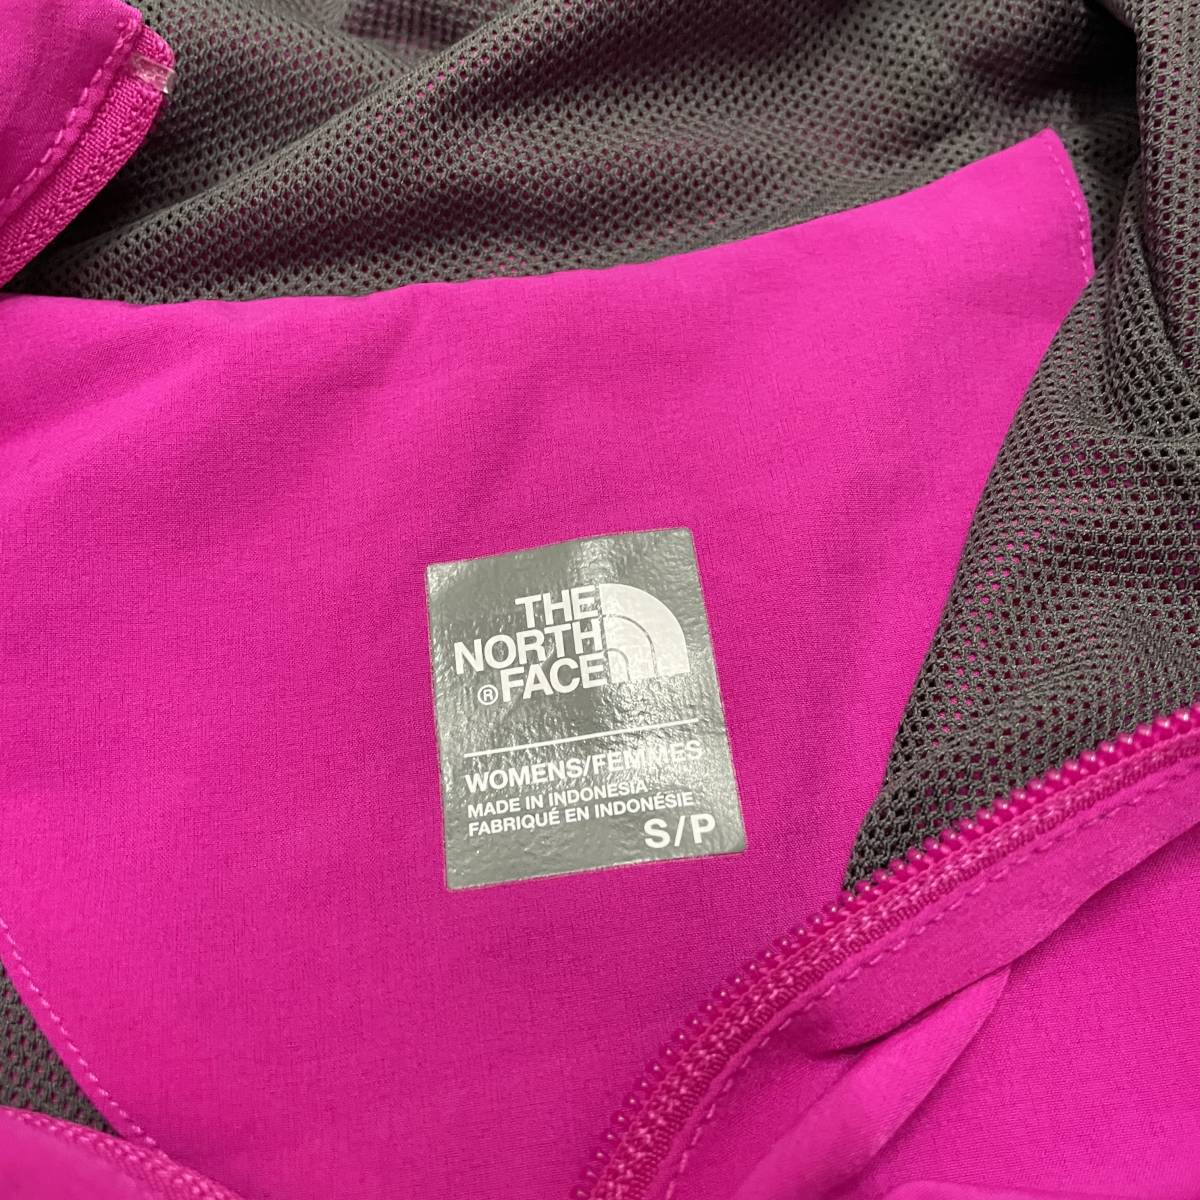 THE
NORTH
® FACE
WOMENS/FEMMES
MADE IN INDONESIA
FABRIQUÉ EN INDONÉSIE
S/P